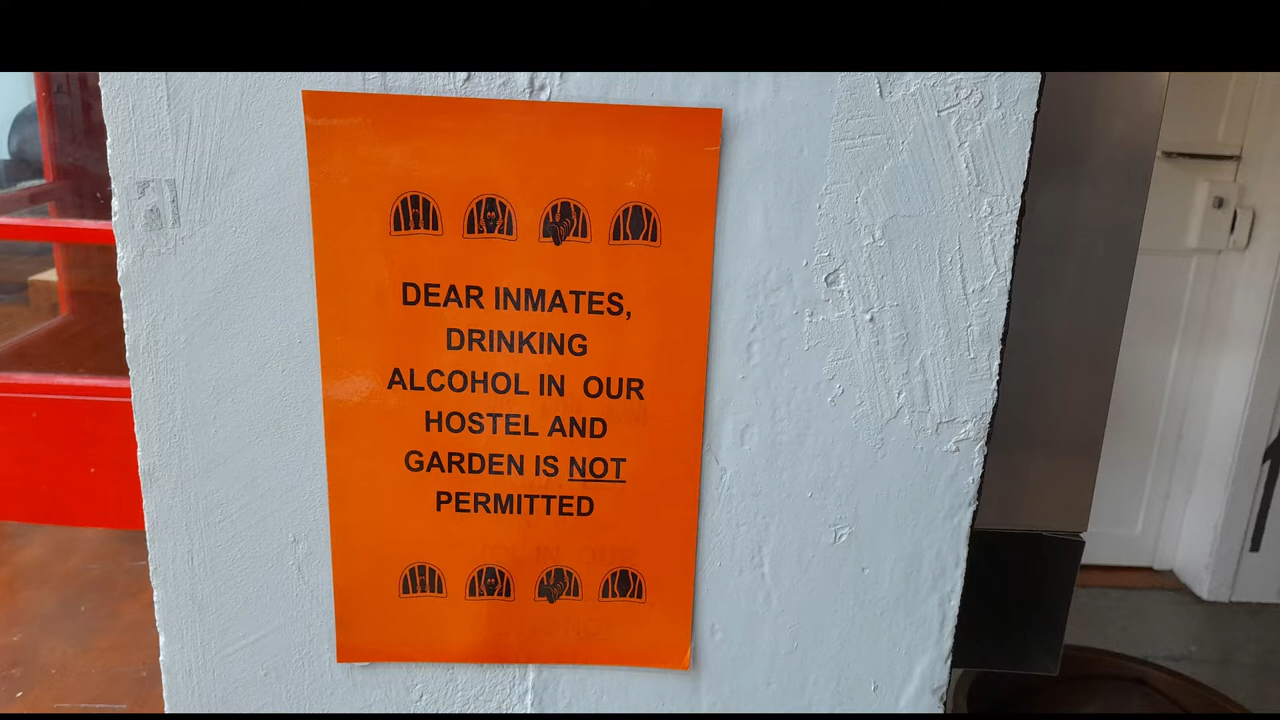 DEAR INMATES,
DRINKING
ALCOHOL IN OUR
HOSTEL AND
GARDEN IS NOT
PERMITTED